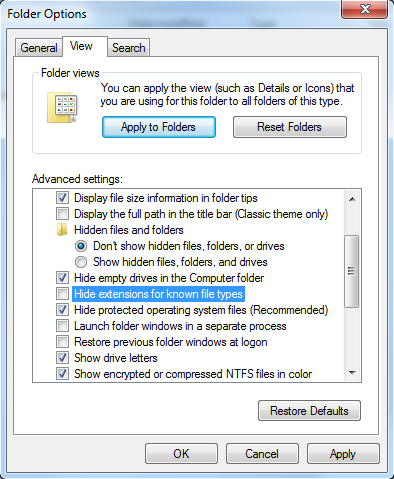 Folder Options
General View Search
Folder views
You can apply the view (such as Details or Icons) that
you are using for this folder to all folders of this type.
Apply to Folders Reset Folders
Advanced settings:
Display file size information in folder tips
Display the full path in the title bar (Classic theme only)
Hidden files and folders
Don't show hidden files, folders, or drives
Show hidden files, folders, and drives
Hide empty drives in the Computer folder
Hide extensions for known file types
Hide protected operating system files (Recommended)
Launch folder windows in a separate process
Restore previous folder windows at logon
Show drive letters
Show encrypted or compressed NTFS files in color
Restore Defaults
OK Cancel Apply